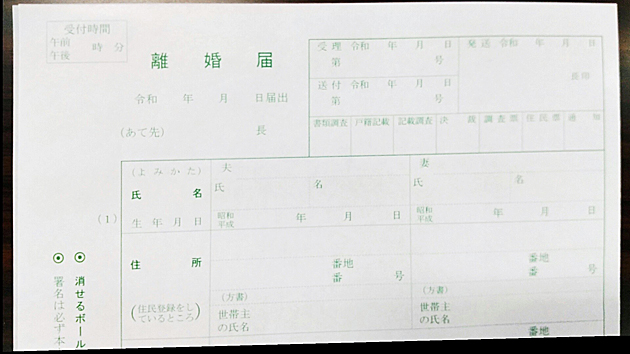 受付時間
午前
午後
時 分
離婚届
令和 年 月 日届出
(あて先) 長
受理 令和 年 月 日
第 号
発送 令和 年 月 日
長印
送付 令和 年 月 日
第 号
書類調査 戸籍記載 記載調査 決裁 調査票 住民票 通知
(よみかた)
夫
妻
氏名
氏 名
氏 名
(1)
生年月日
昭和
平成
年 月 日
昭和
平成
年 月 日
住所
番地
番 号
番地
番 号
(住民登録をし
ているところ)
(方書)
世帯主
の氏名
(方書)
世帯主
の氏名
番地
◉ 消せるボール
◉ 署名は必ず本